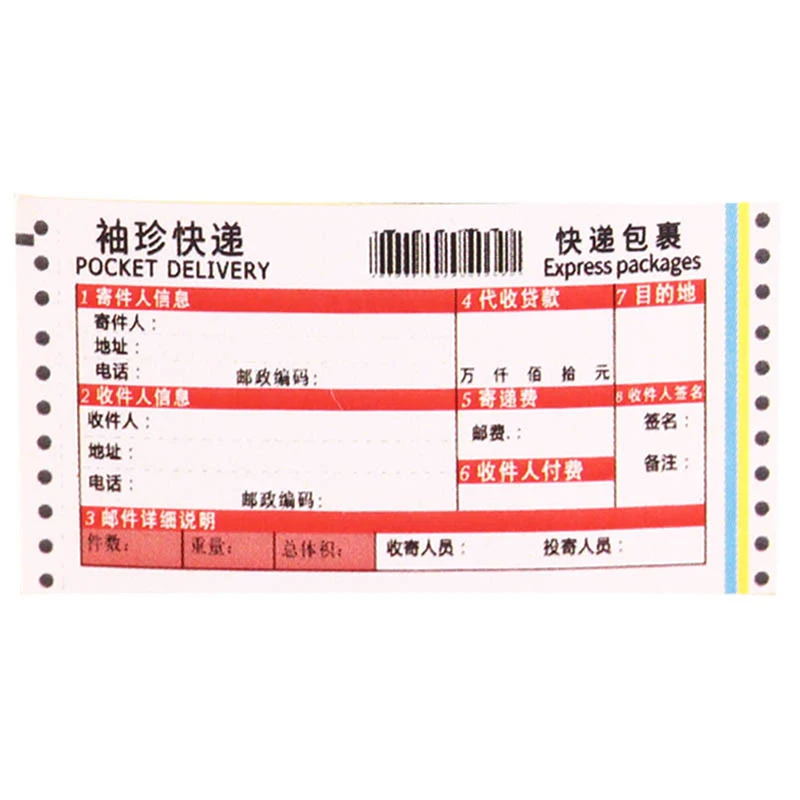 袖珍快递
POCKET DELIVERY
快递包裹
Express packages
1 寄件人信息
寄件人：
地址：
电话： 邮政编码：
2 收件人信息
收件人：
地址：
电话： 邮政编码：
4 代收贷款
万 仟 佰 拾 元
5 寄递费
邮费.：
6 收件人付费
7 目的地
8 收件人签名
签名：
备注：
3 邮件详细说明
件数： 重量： 总体积： 收寄人员： 投寄人员：